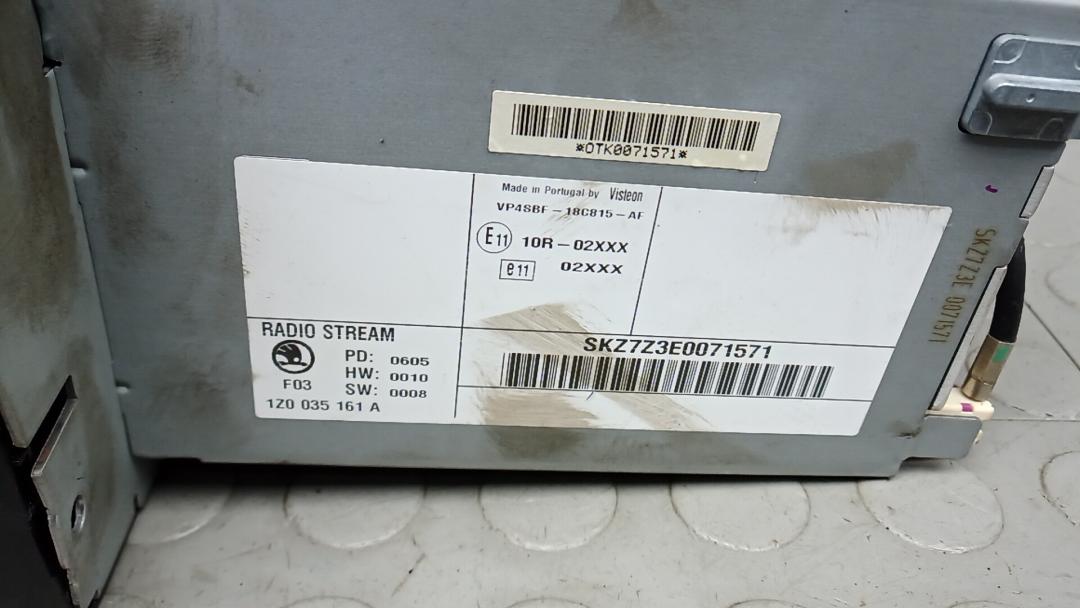 *OTK0071571*
Made in Portugal by Visteon
VP4SBF-18C815-AF
E11 10R-02XXX
e11 02XXX
SKZ7Z3E0071571
RADIO STREAM
PD: 0605
HW: 0010
F03 SW: 0008
1Z0 035 161 A
SKZ7Z3E 0071571